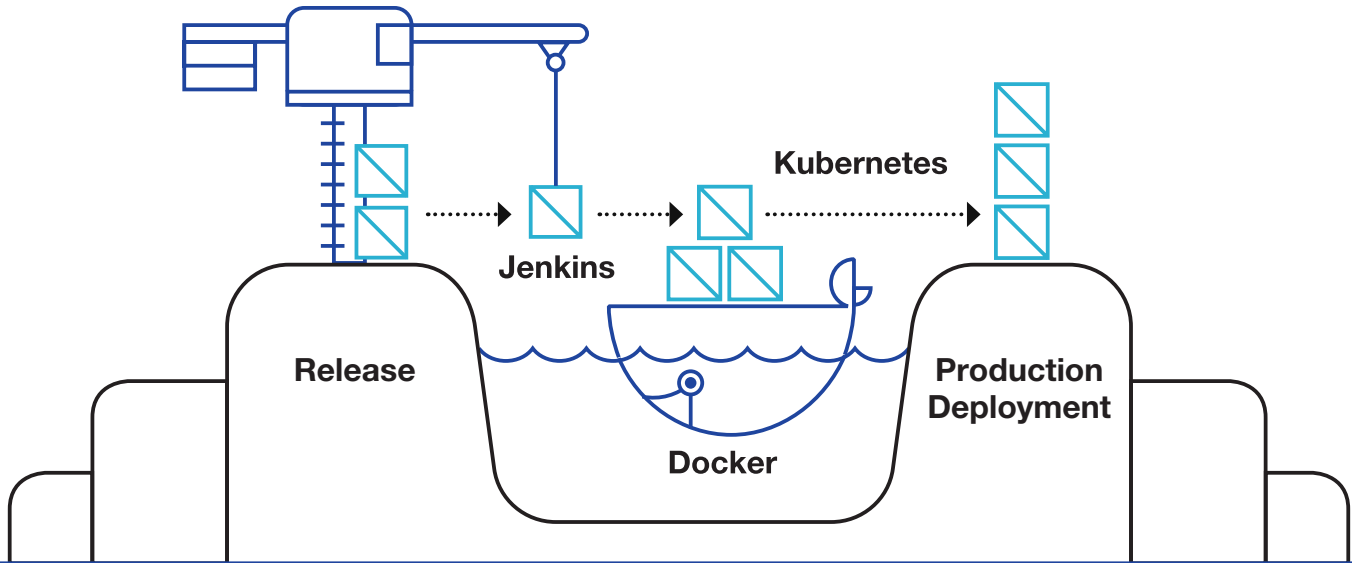 Kubernetes
Jenkins
Release
Production
Deployment
Docker